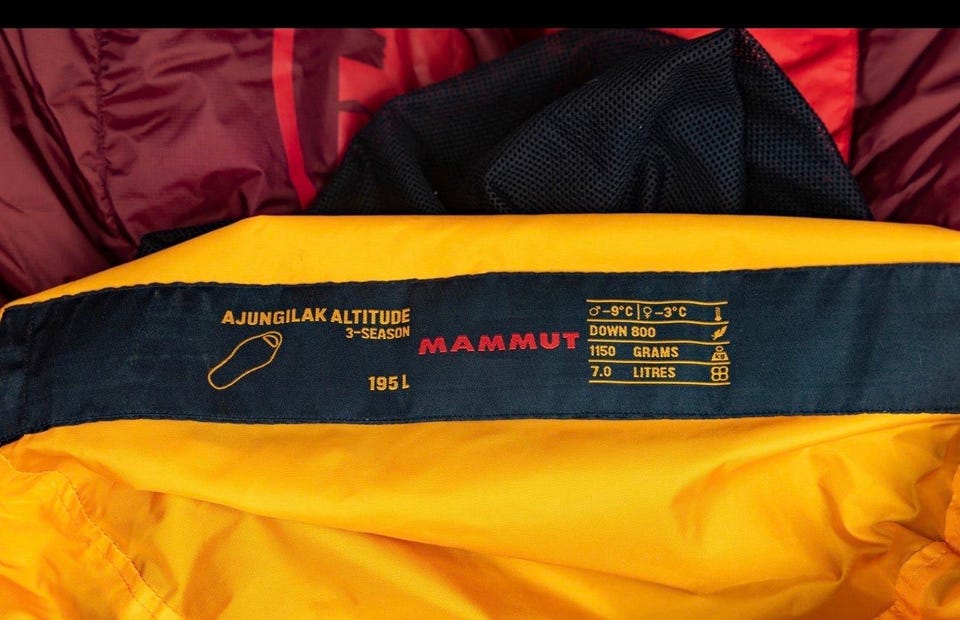 AJUNGILAK ALTITUDE
3-SEASON
195 L
MAMMUT
♂-9°C | ♀ -3°C
DOWN 800
1150 GRAMS
7.0 LITRES